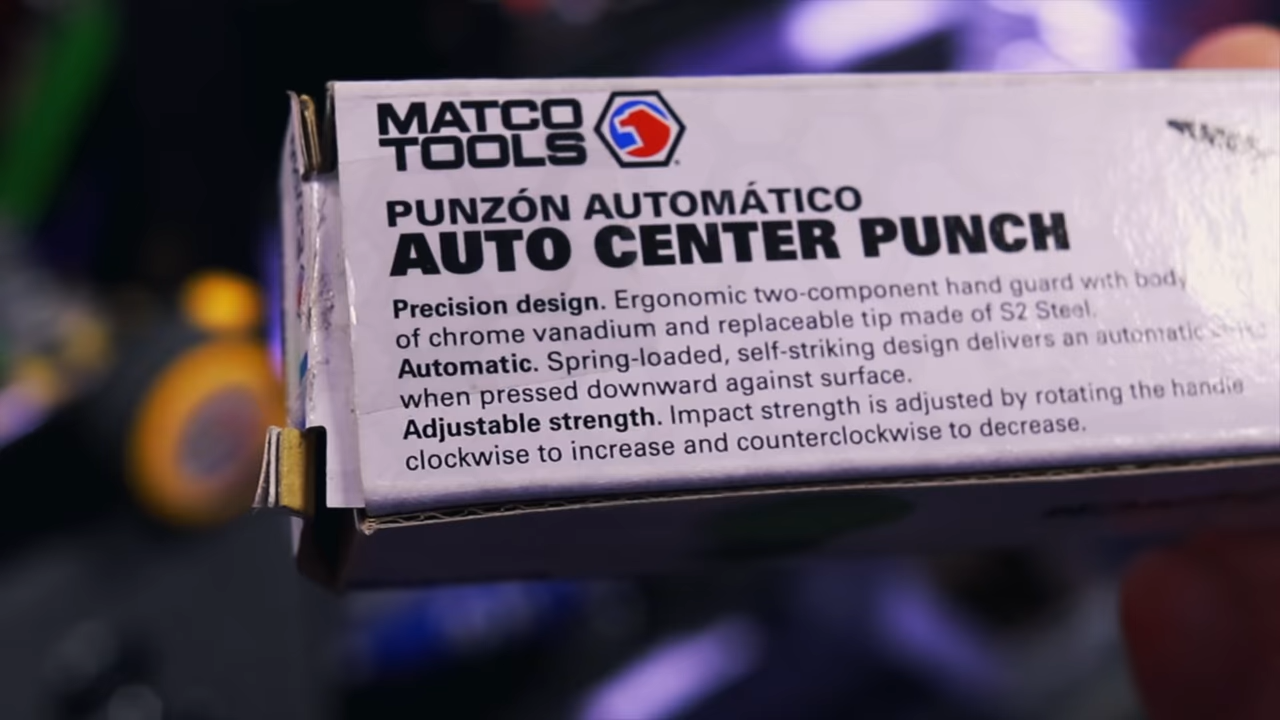 MATCO
TOOLS
PUNZÓN AUTOMÁTICO
AUTO CENTER PUNCH
Precision design. Ergonomic two-component hand guard with body
of chrome vanadium and replaceable tip made of S2 Steel.
Automatic. Spring-loaded, self-striking design delivers an automatic
when pressed downward against surface.
Adjustable strength. Impact strength is adjusted by rotating the handle
clockwise to increase and counterclockwise to decrease.